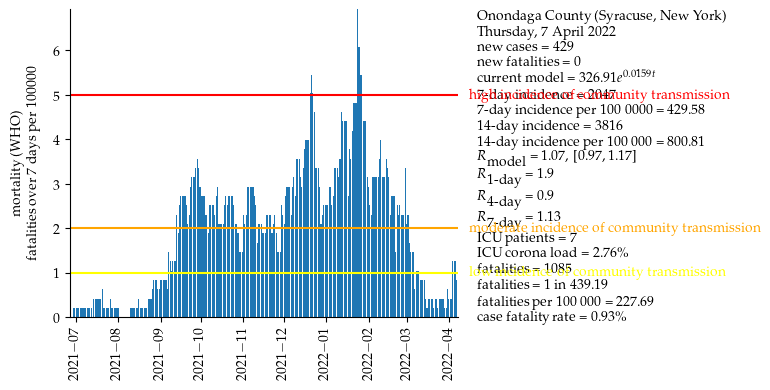 mortality (WHO)
fatalities over 7 days per 100000
6
5
4
3
2
1
0
2021−07
2021−08
2021−09
2021−10
2021−11
2021−12
2022−01
2022−02
2022−03
2022−04
Onondaga County (Syracuse, New York)
Thursday, 7 April 2022
new cases = 429
new fatalities = 0
current model = 326.91e^0.0159t
7-day incidence = 2047
high incidence of community transmission
7-day incidence per 100 0000 = 429.58
14-day incidence = 3816
14-day incidence per 100 000 = 800.81
R model = 1.07, [0.97, 1.17]
R 1-day = 1.9
R 4-day = 0.9
R 7-day = 1.13
moderate incidence of community transmission
ICU patients = 7
ICU corona load = 2.76%
fatalities = 1085
low incidence of community transmission
fatalities = 1 in 439.19
fatalities per 100 000 = 227.69
case fatality rate = 0.93%